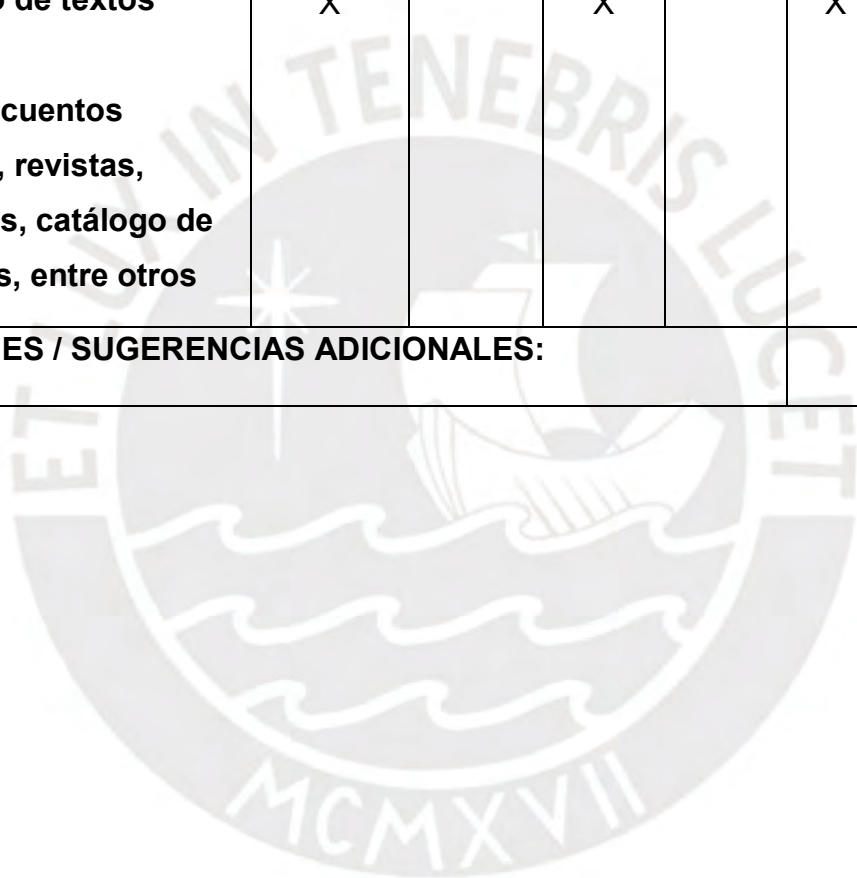 de textos X X X
cuentos
, revistas,
s, catálogo de
s, entre otros
ES / SUGERENCIAS ADICIONALES:
ET LUX IN TENEBRIS LUCET
MCMXVII